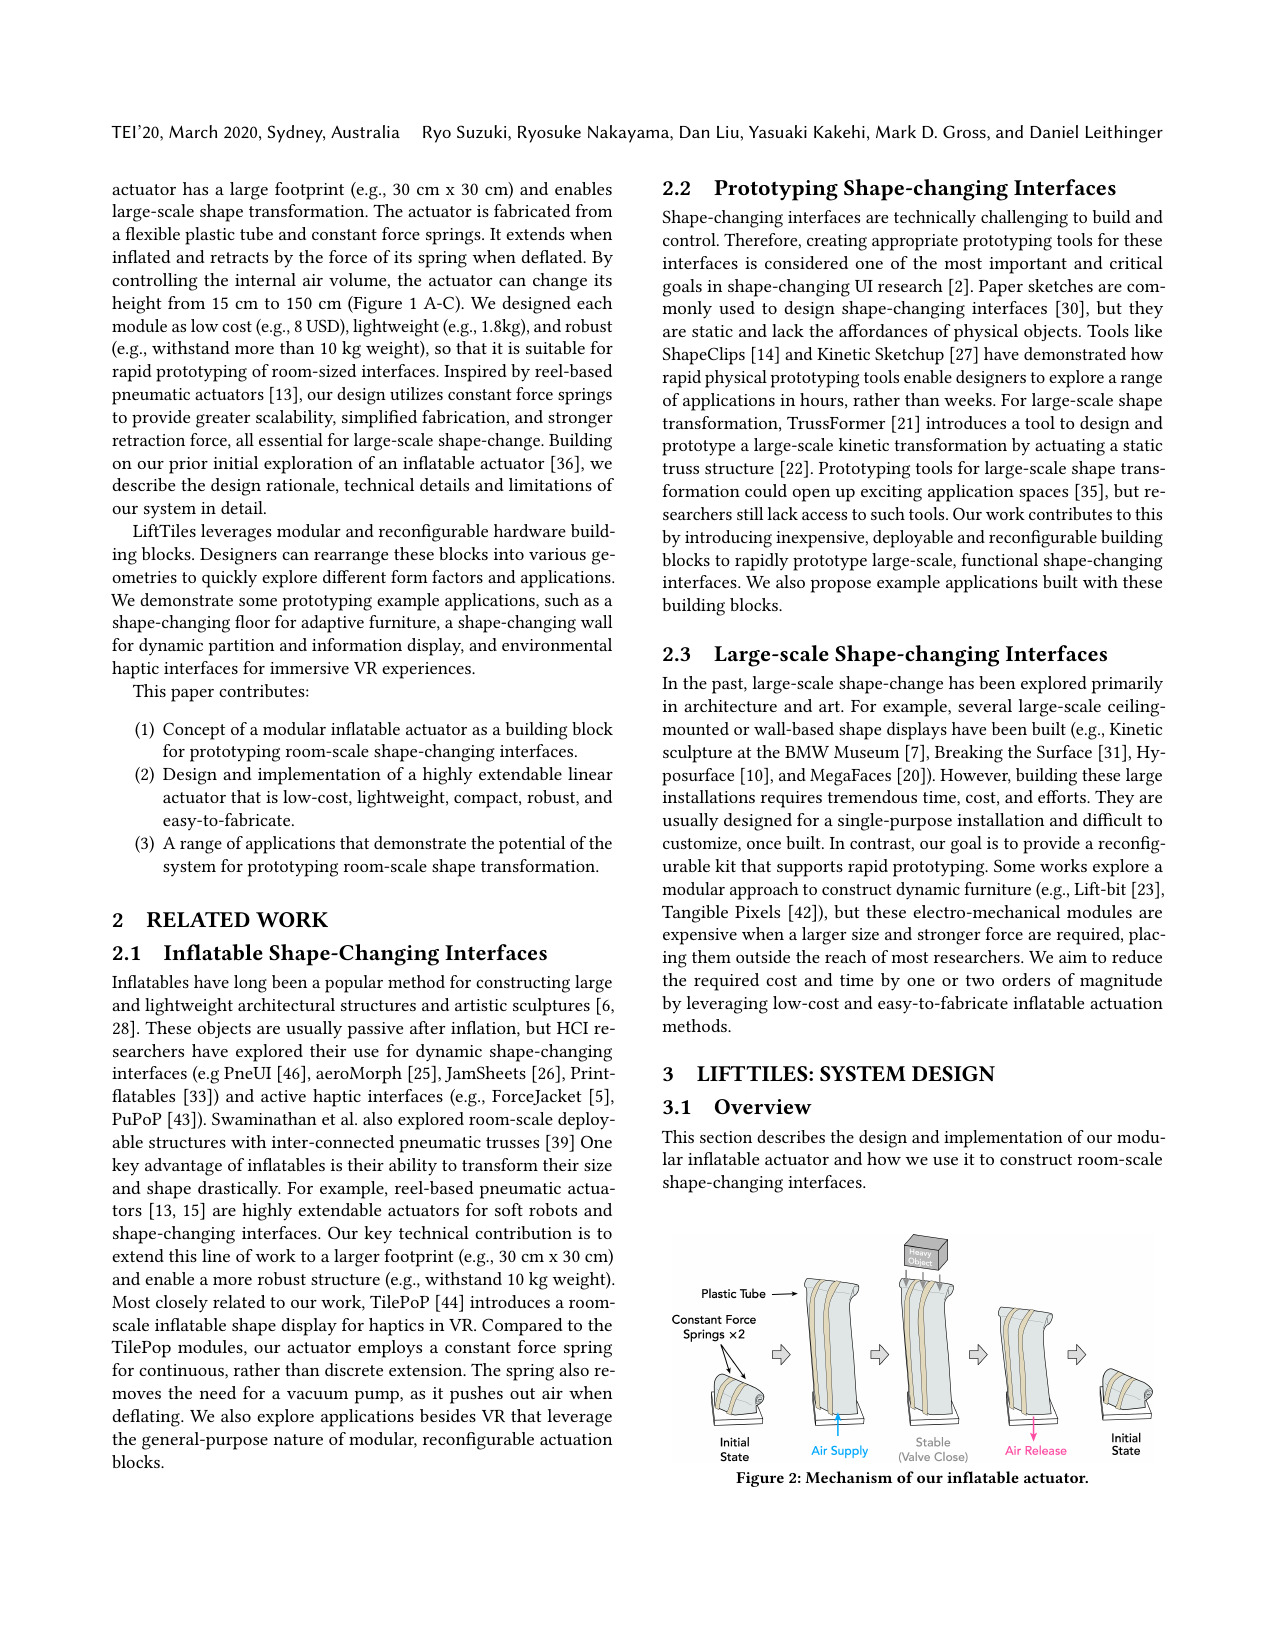 TEI'20, March 2020, Sydney, Australia Ryo Suzuki, Ryosuke Nakayama, Dan Liu, Yasuaki Kakehi, Mark D. Gross, and Daniel Leithinger
actuator has a large footprint (e.g., 30 cm x 30 cm) and enables
large-scale shape transformation. The actuator is fabricated from
a flexible plastic tube and constant force springs. It extends when
inflated and retracts by the force of its spring when deflated. By
controlling the internal air volume, the actuator can change its
height from 15 cm to 150 cm (Figure 1 A-C). We designed each
module as low cost (e.g., 8 USD), lightweight (e.g., 1.8kg), and robust
(e.g., withstand more than 10 kg weight), so that it is suitable for
rapid prototyping of room-sized interfaces. Inspired by reel-based
pneumatic actuators [13], our design utilizes constant force springs
to provide greater scalability, simplified fabrication, and stronger
retraction force, all essential for large-scale shape-change. Building
on our prior initial exploration of an inflatable actuator [36], we
describe the design rationale, technical details and limitations of
our system in detail.
LiftTiles leverages modular and reconfigurable hardware build-
ing blocks. Designers can rearrange these blocks into various ge-
ometries to quickly explore different form factors and applications.
We demonstrate some prototyping example applications, such as a
shape-changing floor for adaptive furniture, a shape-changing wall
for dynamic partition and information display, and environmental
haptic interfaces for immersive VR experiences.
This paper contributes:
(1) Concept of a modular inflatable actuator as a building block
for prototyping room-scale shape-changing interfaces.
(2) Design and implementation of a highly extendable linear
actuator that is low-cost, lightweight, compact, robust, and
easy-to-fabricate.
(3) A range of applications that demonstrate the potential of the
system for prototyping room-scale shape transformation.
2 RELATED WORK
2.1 Inflatable Shape-Changing Interfaces
Inflatables have long been a popular method for constructing large
and lightweight architectural structures and artistic sculptures [6,
28]. These objects are usually passive after inflation, but HCI re-
searchers have explored their use for dynamic shape-changing
interfaces (e.g PneUI [46], aeroMorph [25], JamSheets [26], Print-
flatables [33]) and active haptic interfaces (e.g., ForceJacket [5],
PuPoP [43]). Swaminathan et al. also explored room-scale deploy-
able structures with inter-connected pneumatic trusses [39] One
key advantage of inflatables is their ability to transform their size
and shape drastically. For example, reel-based pneumatic actua-
tors [13, 15] are highly extendable actuators for soft robots and
shape-changing interfaces. Our key technical contribution is to
extend this line of work to a larger footprint (e.g., 30 cm x 30 cm)
and enable a more robust structure (e.g., withstand 10 kg weight).
Most closely related to our work, TilePoP [44] introduces a room-
scale inflatable shape display for haptics in VR. Compared to the
TilePop modules, our actuator employs a constant force spring
for continuous, rather than discrete extension. The spring also re-
moves the need for a vacuum pump, as it pushes out air when
deflating. We also explore applications besides VR that leverage
the general-purpose nature of modular, reconfigurable actuation
blocks.
2.2 Prototyping Shape-changing Interfaces
Shape-changing interfaces are technically challenging to build and
control. Therefore, creating appropriate prototyping tools for these
interfaces is considered one of the most important and critical
goals in shape-changing UI research [2]. Paper sketches are com-
monly used to design shape-changing interfaces [30], but they
are static and lack the affordances of physical objects. Tools like
ShapeClips [14] and Kinetic Sketchup [27] have demonstrated how
rapid physical prototyping tools enable designers to explore a range
of applications in hours, rather than weeks. For large-scale shape
transformation, TrussFormer [21] introduces a tool to design and
prototype a large-scale kinetic transformation by actuating a static
truss structure [22]. Prototyping tools for large-scale shape trans-
formation could open up exciting application spaces [35], but re-
searchers still lack access to such tools. Our work contributes to this
by introducing inexpensive, deployable and reconfigurable building
blocks to rapidly prototype large-scale, functional shape-changing
interfaces. We also propose example applications built with these
building blocks.
2.3 Large-scale Shape-changing Interfaces
In the past, large-scale shape-change has been explored primarily
in architecture and art. For example, several large-scale ceiling-
mounted or wall-based shape displays have been built (e.g., Kinetic
sculpture at the BMW Museum [7], Breaking the Surface [31], Hy-
posurface [10], and MegaFaces [20]). However, building these large
installations requires tremendous time, cost, and efforts. They are
usually designed for a single-purpose installation and difficult to
customize, once built. In contrast, our goal is to provide a reconfig-
urable kit that supports rapid prototyping. Some works explore a
modular approach to construct dynamic furniture (e.g., Lift-bit [23],
Tangible Pixels [42]), but these electro-mechanical modules are
expensive when a larger size and stronger force are required, plac-
ing them outside the reach of most researchers. We aim to reduce
the required cost and time by one or two orders of magnitude
by leveraging low-cost and easy-to-fabricate inflatable actuation
methods.
3 LIFTTILES: SYSTEM DESIGN
3.1 Overview
This section describes the design and implementation of our modu-
lar inflatable actuator and how we use it to construct room-scale
shape-changing interfaces.
Heavy
Object
Plastic Tube
Constant Force
Springs ×2
Initial
State
Air Supply
Stable
(Valve Close)
Air Release
Initial
State
Figure 2: Mechanism of our inflatable actuator.